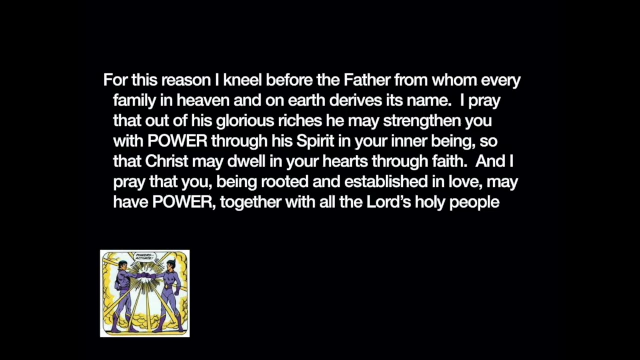 For this reason I kneel before the Father from whom every
family in heaven and on earth derives its name.  I pray
that out of his glorious riches he may strengthen you
with POWER through his Spirit in your inner being, so
that Christ may dwell in your hearts through faith.  And I
pray that you, being rooted and established in love, may
have POWER, together with all the Lord's holy people